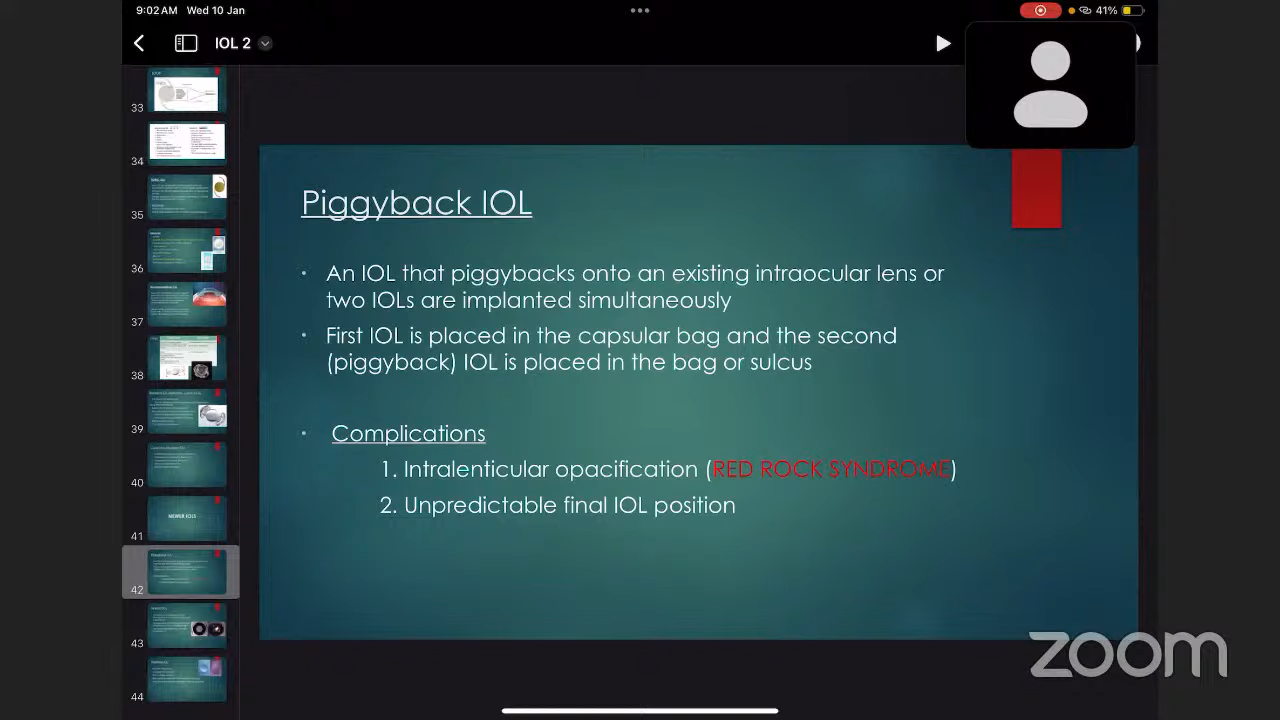 9:02 AM Wed 10 Jan
41%
IOL 2
Piggyback IOL
• An IOL that piggybacks onto an existing intraocular lens or
two IOLs are implanted simultaneously
• First IOL is placed in the capsular bag and the second
(piggyback) IOL is placed in the bag or sulcus
• Complications
1. Intralenticular opacification (RED ROCK SYNDROME)
2. Unpredictable final IOL position
33
34
35
36
37
38
39
40
41
NEWER IOLS
42
43
44
zoom